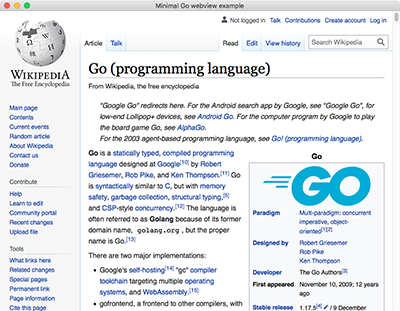 Minimal Go webview example
Not logged in Talk Contributions Create account Log in
Article Talk Read Edit View history Search Wikipedia
WIKIPEDIA
The Free Encyclopedia
Main page
Contents
Current events
Random article
About Wikipedia
Contact us
Donate
Contribute
Help
Learn to edit
Community portal
Recent changes
Upload file
Tools
What links here
Related changes
Special pages
Permanent link
Page information
Cite this page
Go (programming language)
From Wikipedia, the free encyclopedia
"Google Go" redirects here. For the Android search app by Google, see "Google Go", for
low-end Lollipop+ devices, see Android Go. For the computer program by Google to play
the board game Go, see AlphaGo.
For the 2003 agent-based programming language, see Go! (programming language).
Go is a statically typed, compiled programming
language designed at Google[10] by Robert
Griesemer, Rob Pike, and Ken Thompson.[11] Go
is syntactically similar to C, but with memory
safety, garbage collection, structural typing,[5]
and CSP-style concurrency.[12] The language is
often referred to as Golang because of its former
domain name, golang.org, but the proper
name is Go.[13]
There are two major implementations:
• Google's self-hosting[14] "gc" compiler
toolchain targeting multiple operating
systems, and WebAssembly.[15]
• gofrontend, a frontend to other compilers, with
Go
GO
Paradigm Multi-paradigm: concurrent
imperative, object-
oriented[1][2]
Designed by Robert Griesemer
Rob Pike
Ken Thompson
Developer The Go Authors[3]
First appeared November 10, 2009; 12 years
ago
Stable release 1.17.5[4] / 9 December